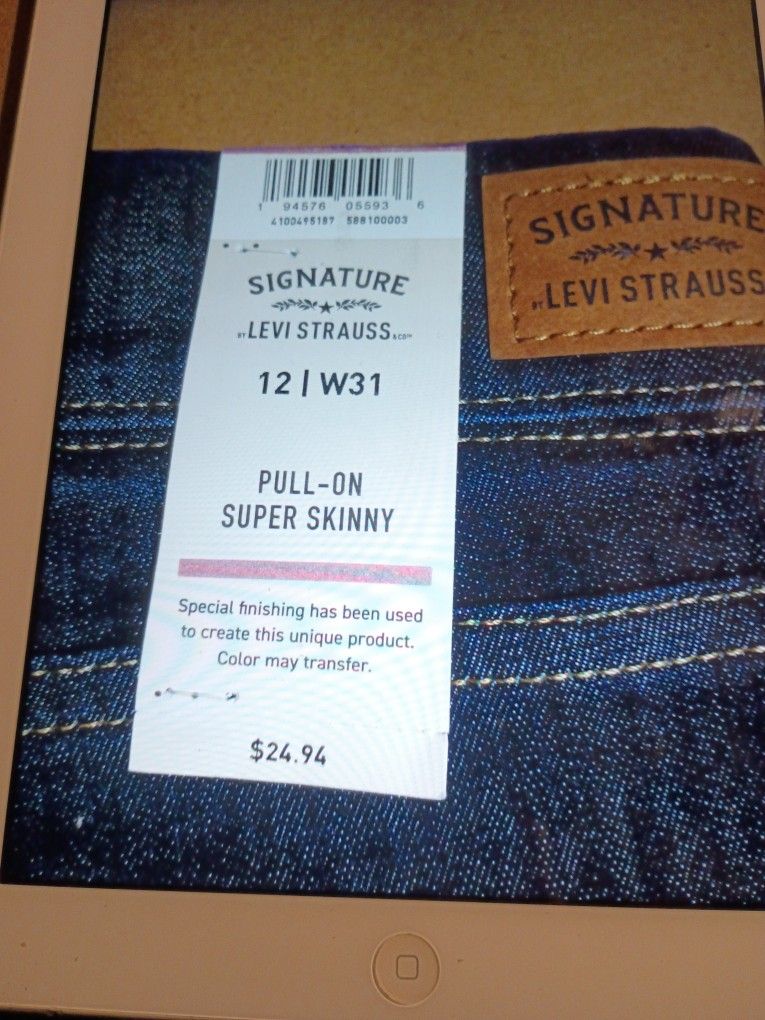 1 94576 05593 6
4100495187 588100003
SIGNATURE
BY LEVI STRAUSS & CO™
12 | W31
PULL-ON
SUPER SKINNY
Special finishing has been used
to create this unique product.
Color may transfer.
$24.94
SIGNATURE
BY LEVI STRAUSS